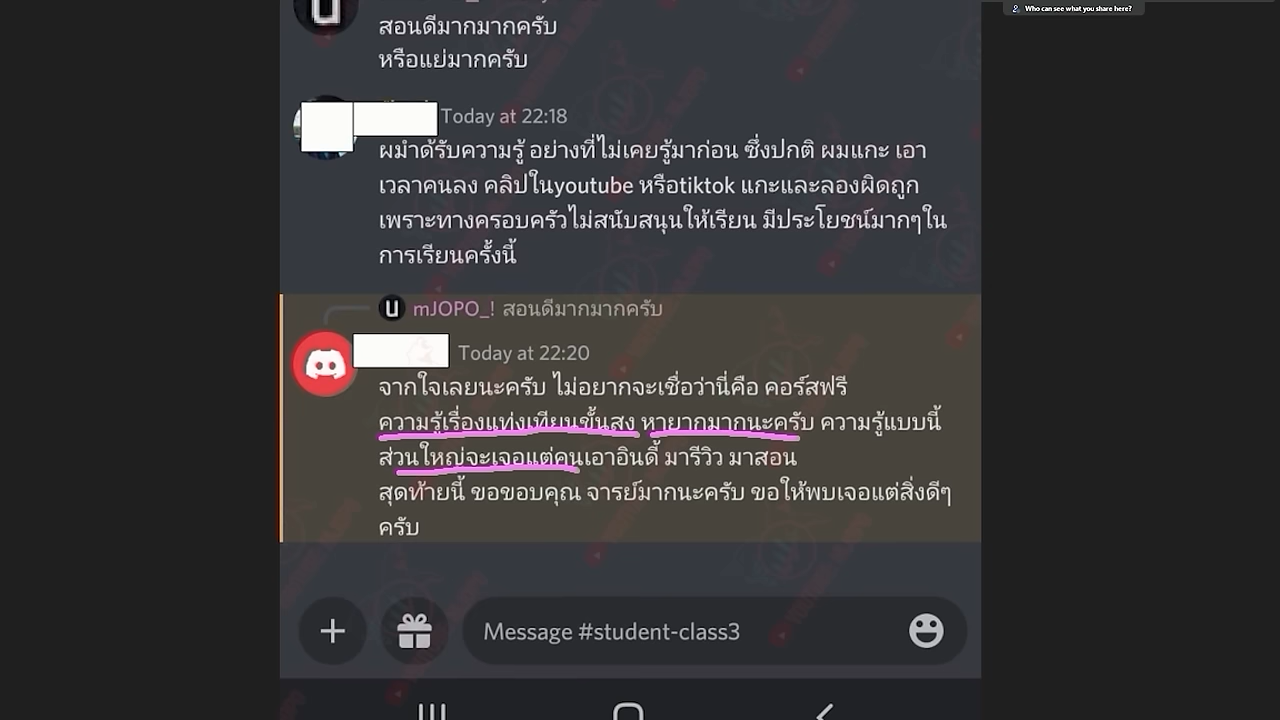 Who can see what you share here?
สอนดีมากมากครับ
หรือแย่มากครับ
Today at 22:18
ผมำด้รับความรู้ อย่างที่ไม่เคยรู้มาก่อน ซึ่งปกติ ผมแกะ เอา
เวลาคนลง คลิปในyoutube หรือtiktok แกะและลองผิดถูก
เพราะทางครอบครัวไม่สนับสนุนให้เรียน มีประโยชน์มากๆใน
การเรียนครั้งนี้
mJOPO_! สอนดีมากมากครับ
Today at 22:20
จากใจเลยนะครับ ไม่อยากจะเชื่อว่านี่คือ คอร์สฟรี
ความรู้เรื่องแท่งเทียนขั้นสูง หายากมากนะครับ ความรู้แบบนี้
ส่วนใหญ่จะเจอแต่คนเอาอินดี้ มารีวิว มาสอน
สุดท้ายนี้ ขอขอบคุณ จารย์มากนะครับ ขอให้พบเจอแต่สิ่งดีๆ
ครับ
Message #student-class3